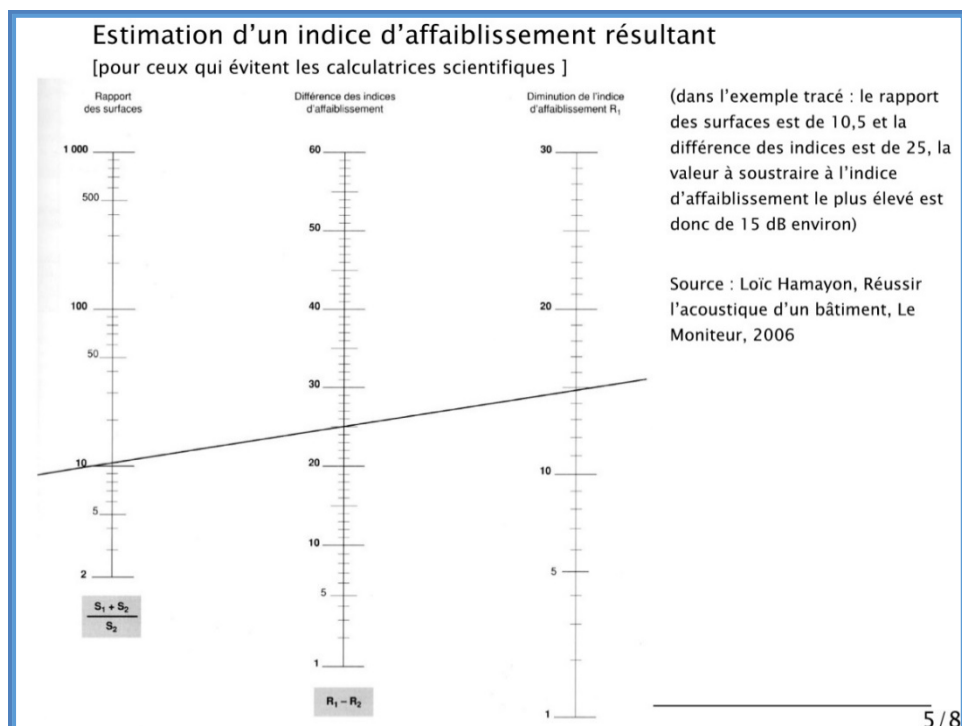 Estimation d’un indice d’affaiblissement résultant
[pour ceux qui évitent les calculatrices scientifiques ]
Rapport
des surfaces
1 000
500
100
50
10
5
2
S1 + S2
S2
Différence des indices
d'affaiblissement
60
50
40
30
20
10
5
1
R1 – R2
Diminution de l'indice
d'affaiblissement R1
30
20
10
5
1
(dans l’exemple tracé : le rapport
des surfaces est de 10,5 et la
différence des indices est de 25, la
valeur à soustraire à l’indice
d’affaiblissement le plus élevé est
donc de 15 dB environ)
Source : Loïc Hamayon, Réussir
l’acoustique d’un bâtiment, Le
Moniteur, 2006
5/8